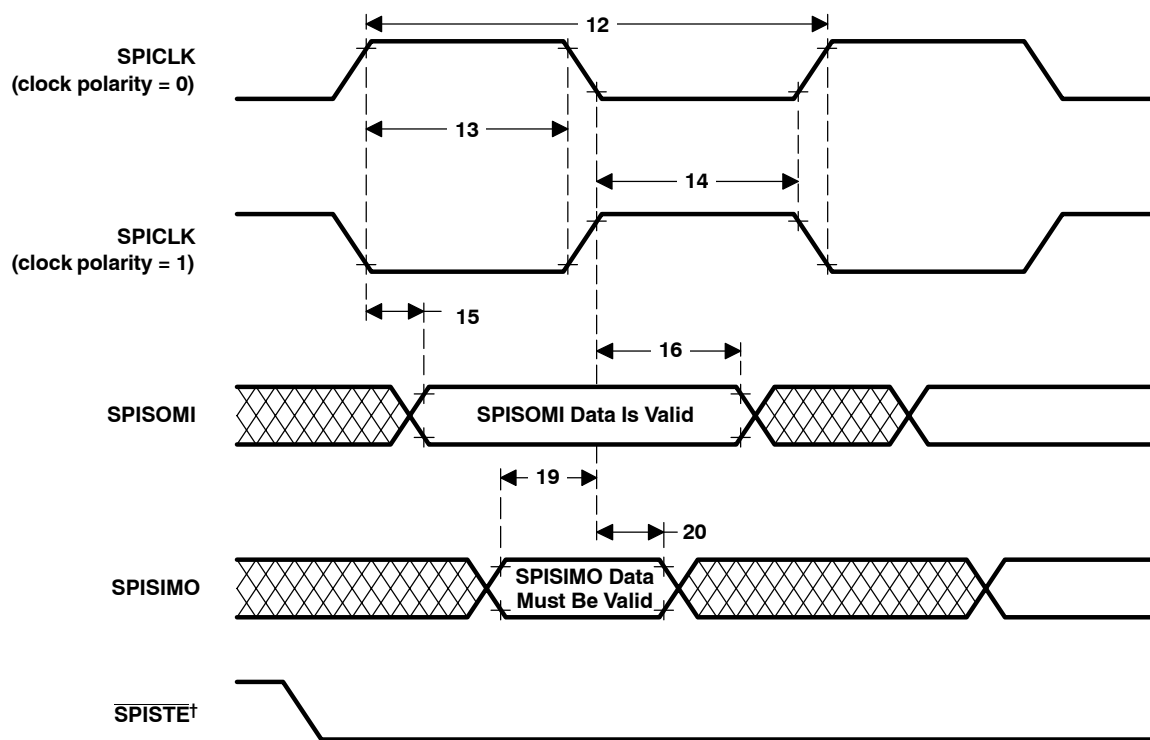 12
SPICLK
(clock polarity = 0)
13
14
SPICLK
(clock polarity = 1)
15
16
SPISOMI
SPISOMI Data Is Valid
19
20
SPISIMO
SPISIMO Data
Must Be Valid
SPISTE†